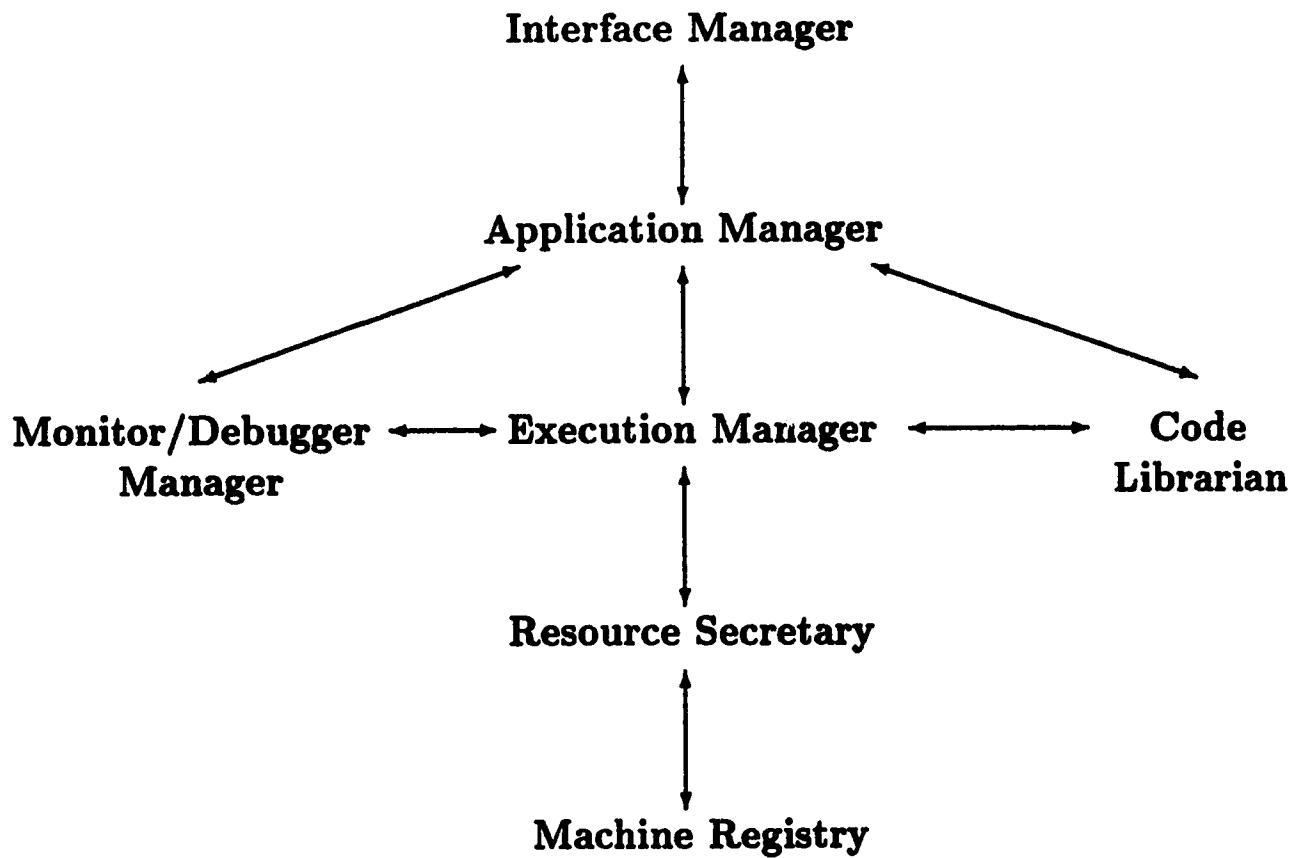 Interface Manager
Application Manager
Monitor/Debugger
Manager
Execution Manager
Code
Librarian
Resource Secretary
Machine Registry